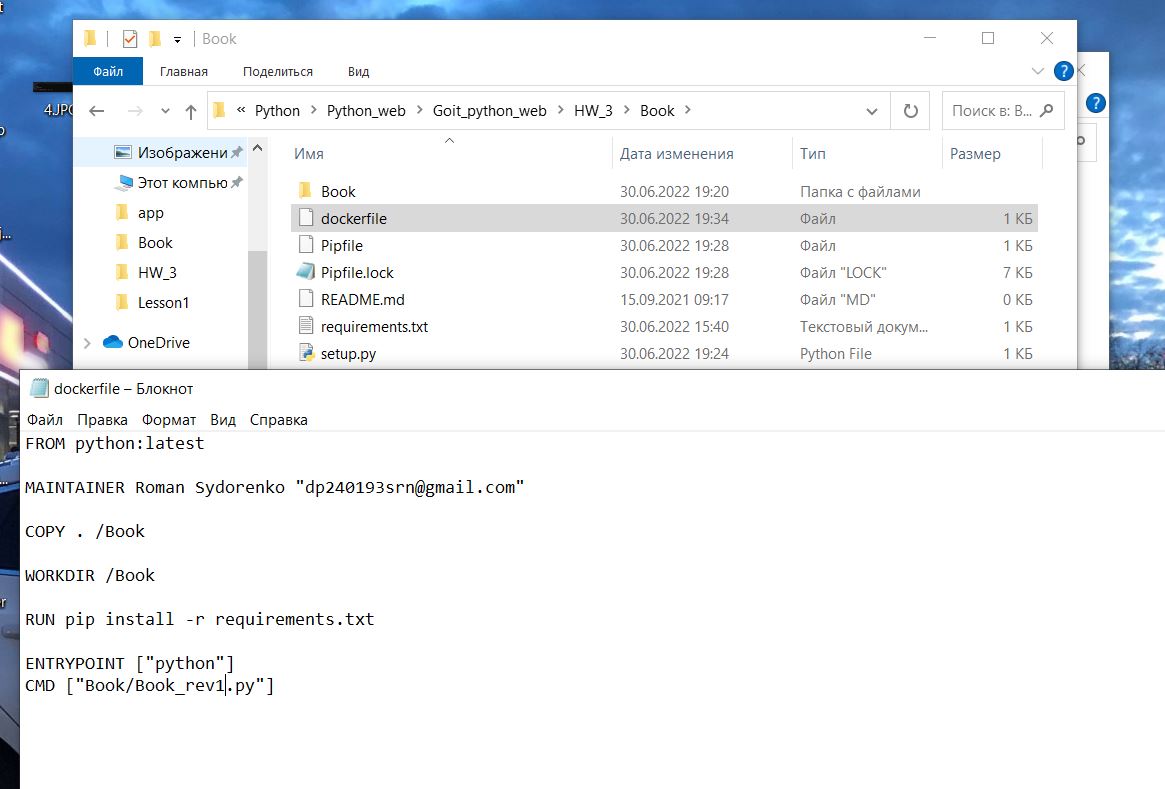 4.JPG
Book
Файл Главная Поделиться Вид
« Python Python_web Goit_python_web HW_3 Book
Поиск в: B...
Изображени
Этот компью
app
Book
HW_3
Lesson1
OneDrive
Имя Дата изменения Тип Размер
Book 30.06.2022 19:20 Папка с файлами
dockerfile 30.06.2022 19:34 Файл 1 КБ
Pipfile 30.06.2022 19:28 Файл 1 КБ
Pipfile.lock 30.06.2022 19:28 Файл "LOCK" 7 КБ
README.md 15.09.2021 09:17 Файл "MD" 0 КБ
requirements.txt 30.06.2022 15:40 Текстовый докум... 1 КБ
setup.py 30.06.2022 19:24 Python File 1 КБ
dockerfile – Блокнот
Файл Правка Формат Вид Справка
FROM python:latest
MAINTAINER Roman Sydorenko "dp240193srn@gmail.com"
COPY . /Book
WORKDIR /Book
RUN pip install -r requirements.txt
ENTRYPOINT ["python"]
CMD ["Book/Book_rev1.py"]